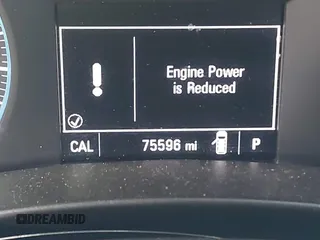 Engine Power
is Reduced
CAL 75596 mi P
©DREAMBID